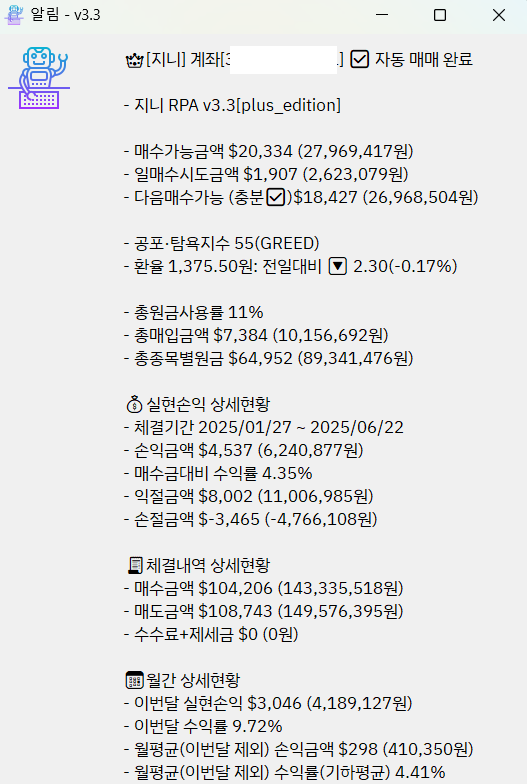 알림 - v3.3
[지니] 계좌[3 ] ☑ 자동 매매 완료
- 지니 RPA v3.3[plus_edition]
- 매수가능금액 $20,334 (27,969,417원)
- 일매수시도금액 $1,907 (2,623,079원)
- 다음매수가능 (충분☑)$18,427 (26,968,504원)
- 공포·탐욕지수 55(GREED)
- 환율 1,375.50원: 전일대비 🔽 2.30(-0.17%)
- 총원금사용률 11%
- 총매입금액 $7,384 (10,156,692원)
- 총종목별원금 $64,952 (89,341,476원)
실현손익 상세현황
- 체결기간 2025/01/27 ~ 2025/06/22
- 손익금액 $4,537 (6,240,877원)
- 매수금대비 수익률 4.35%
- 익절금액 $8,002 (11,006,985원)
- 손절금액 $-3,465 (-4,766,108원)
체결내역 상세현황
- 매수금액 $104,206 (143,335,518원)
- 매도금액 $108,743 (149,576,395원)
- 수수료+제세금 $0 (0원)
월간 상세현황
- 이번달 실현손익 $3,046 (4,189,127원)
- 이번달 수익률 9.72%
- 월평균(이번달 제외) 손익금액 $298 (410,350원)
- 월평균(이번달 제외) 수익률(기하평균) 4.41%